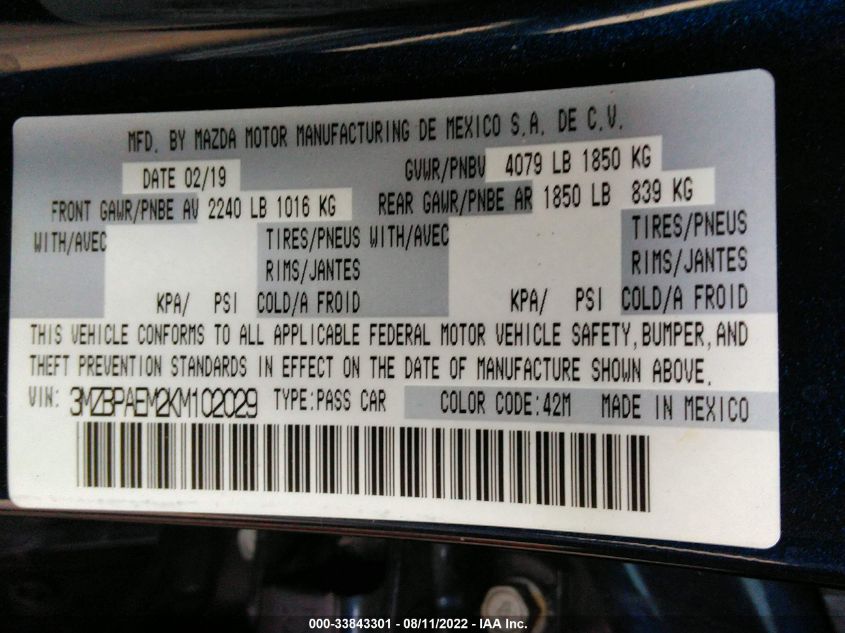 MFD. BY MAZDA MOTOR MANUFACTURING DE MEXICO S.A. DE C.V.
DATE 02/19 GVWR/PNBV 4079 LB 1850 KG
FRONT GAWR/PNBE AV 2240 LB 1016 KG REAR GAWR/PNBE AR 1850 LB 839 KG
WITH/AVEC TIRES/PNEUS WITH/AVEC TIRES/PNEUS
RIMS/JANTES RIMS/JANTES
KPA/ PSI COLD/A FROID KPA/ PSI COLD/A FROID
THIS VEHICLE CONFORMS TO ALL APPLICABLE FEDERAL MOTOR VEHICLE SAFETY, BUMPER, AND
THEFT PREVENTION STANDARDS IN EFFECT ON THE DATE OF MANUFACTURE SHOWN ABOVE.
VIN: 3MZBPAEM2KM102029 TYPE:PASS CAR COLOR CODE:42M MADE IN MEXICO
000-33843301 - 08/11/2022 - IAA Inc.